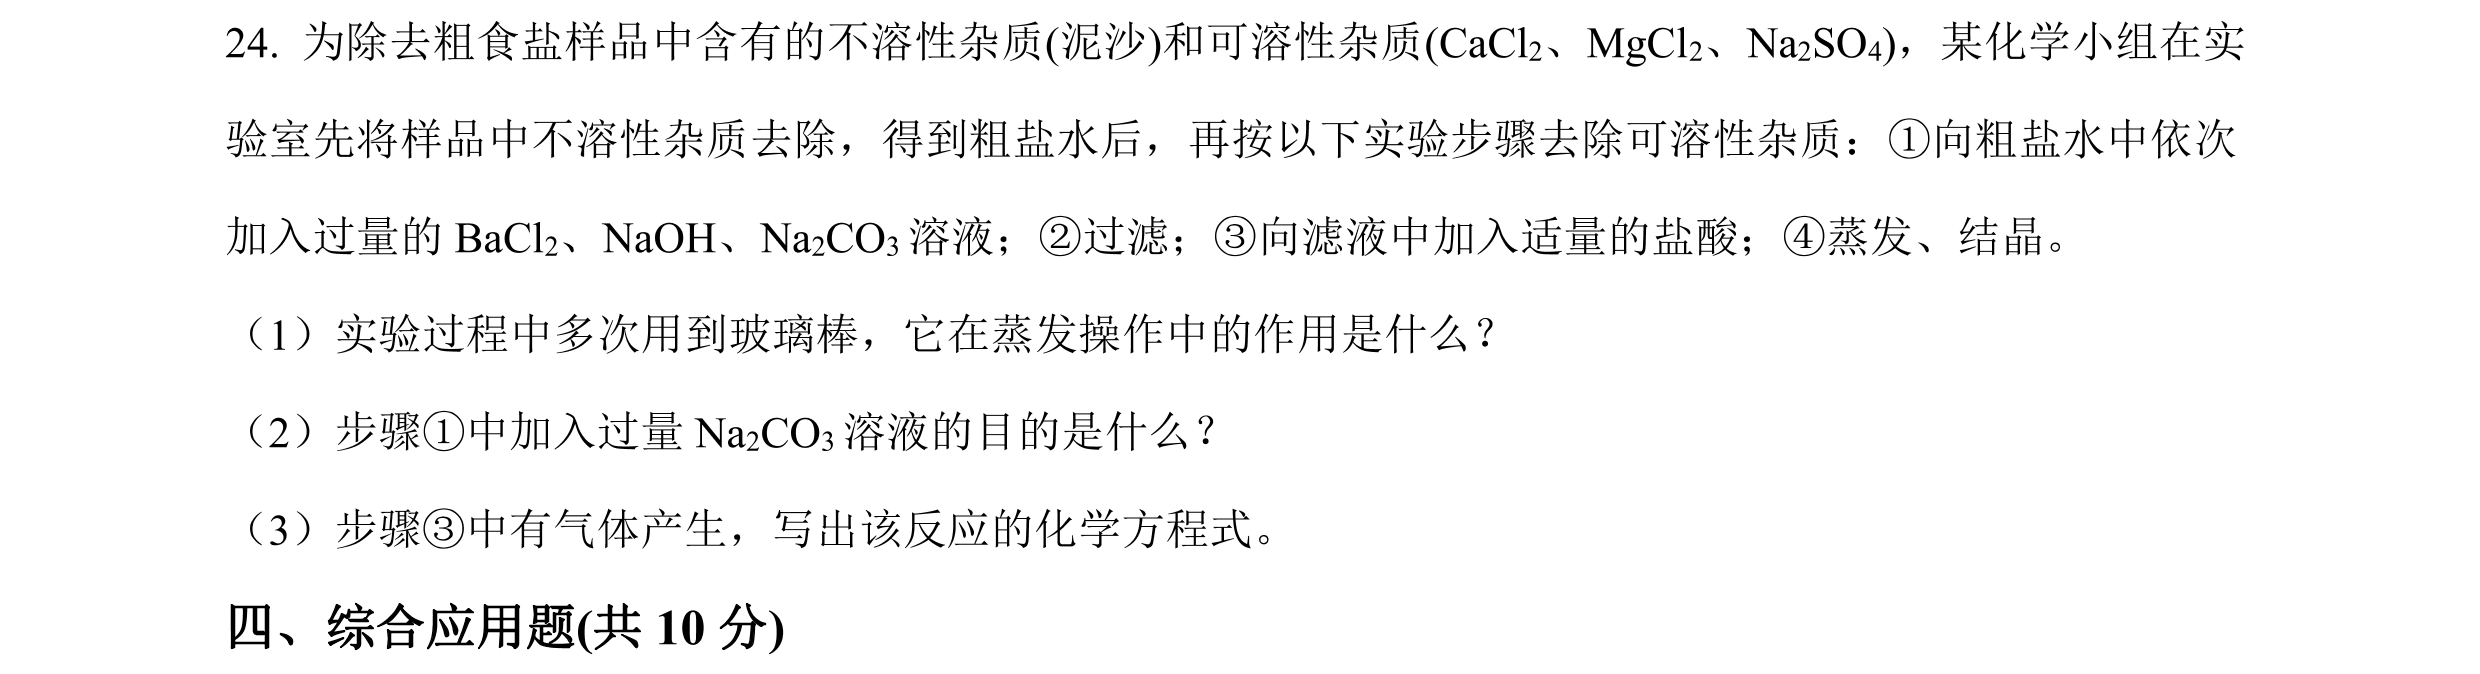 24. 为除去粗食盐样品中含有的不溶性杂质(泥沙)和可溶性杂质(CaCl₂、MgCl₂、Na₂SO₄)，某化学小组在实
验室先将样品中不溶性杂质去除，得到粗盐水后，再按以下实验步骤去除可溶性杂质：①向粗盐水中依次
加入过量的 BaCl₂、NaOH、Na₂CO₃ 溶液；②过滤；③向滤液中加入适量的盐酸；④蒸发、结晶。
（1）实验过程中多次用到玻璃棒，它在蒸发操作中的作用是什么？
（2）步骤①中加入过量 Na₂CO₃ 溶液的目的是什么？
（3）步骤③中有气体产生，写出该反应的化学方程式。
四、综合应用题(共 10 分)